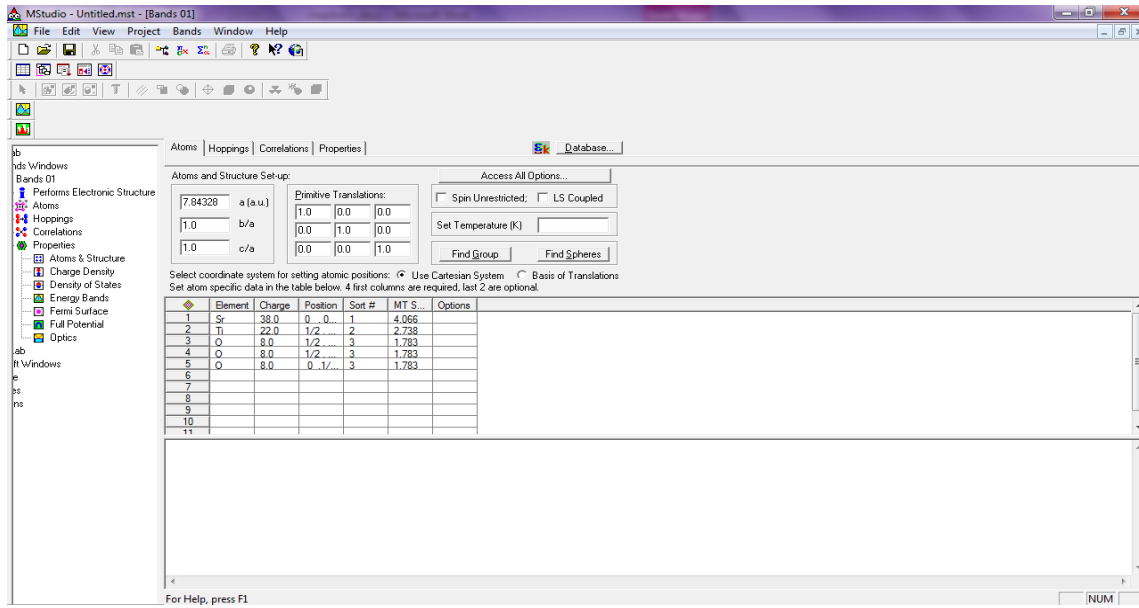 MStudio - Untitled.mst - [Bands 01]
File Edit View Project Bands Window Help
ab
nds Windows
Bands 01
Performs Electronic Structure
Atoms
Hoppings
Correlations
Properties
Atoms & Structure
Charge Density
Density of States
Energy Bands
Fermi Surface
Full Potential
Optics
.ab
ft Windows
e
es
ns
Atoms Hoppings Correlations Properties Database...
Atoms and Structure Set-up: Access All Options...
7.84328 a (a.u.) Primitive Translations: Spin Unrestricted; LS Coupled
1.0 0.0 0.0
1.0 b/a 0.0 1.0 0.0 Set Temperature (K)
1.0 c/a 0.0 0.0 1.0 Find Group Find Spheres
Select coordinate system for setting atomic positions: Use Cartesian System Basis of Translations
Set atom specific data in the table below. 4 first columns are required, last 2 are optional.
Element Charge Position Sort # MT S... Options
1 Sr 38.0 0 . 0... 1 4.066
2 Ti 22.0 1/2 . ... 2 2.738
3 O 8.0 1/2 . ... 3 1.783
4 O 8.0 1/2 . ... 3 1.783
5 O 8.0 0 .1/... 3 1.783
6
7
8
9
10
11
For Help, press F1 NUM